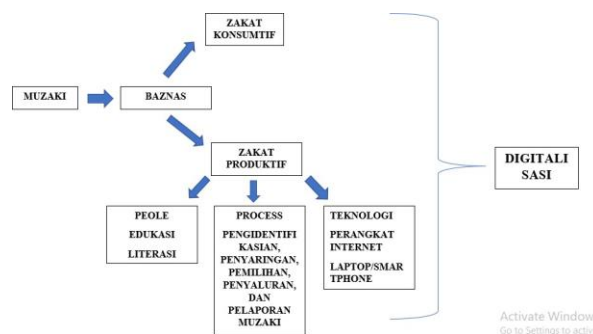 ZAKAT
KONSUMTIF
MUZAKI
BAZNAS
ZAKAT
PRODUKTIF
DIGITALI
SASI
PEOLE
EDUKASI
LITERASI
PROCESS
PENGIDENTIFI
KASIAN,
PENYARINGAN,
PEMILIHAN,
PENYALURAN,
DAN
PELAPORAN
MUZAKI
TEKNOLOGI
PERANGKAT
INTERNET
LAPTOP/SMAR
TPHONE
Activate Window
Go to Settings to activ